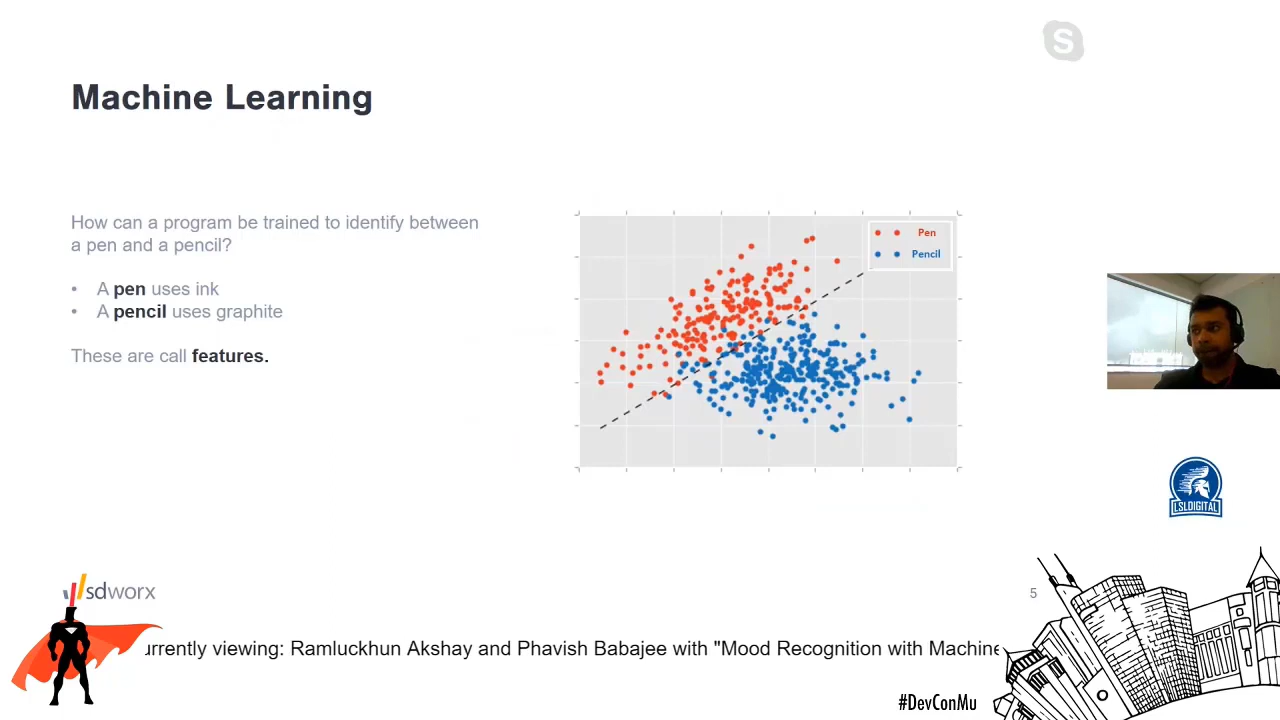 S
Machine Learning
How can a program be trained to identify between
a pen and a pencil?
• A pen uses ink
• A pencil uses graphite
These are call features.
Pen
Pencil
LSLDIGITAL
sdworx
5
urrently viewing: Ramluckhun Akshay and Phavish Babajee with "Mood Recognition with Machine
#DevConMu